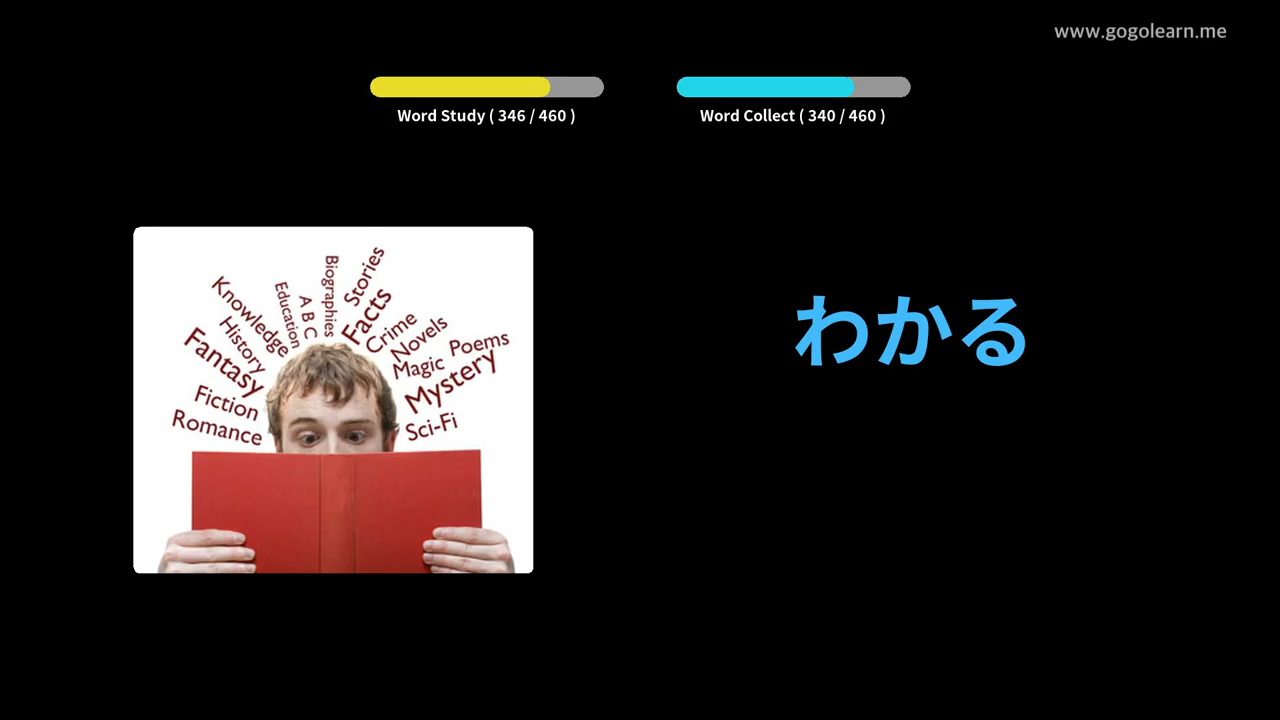 www.gogolearn.me
Word Study ( 346 / 460 )
Word Collect ( 340 / 460 )
Biographies
Stories
Knowledge
Education
A B C
Facts
History
Crime
Novels
Fantasy
Magic
Poems
Mystery
Fiction
Romance
Sci-Fi
わかる